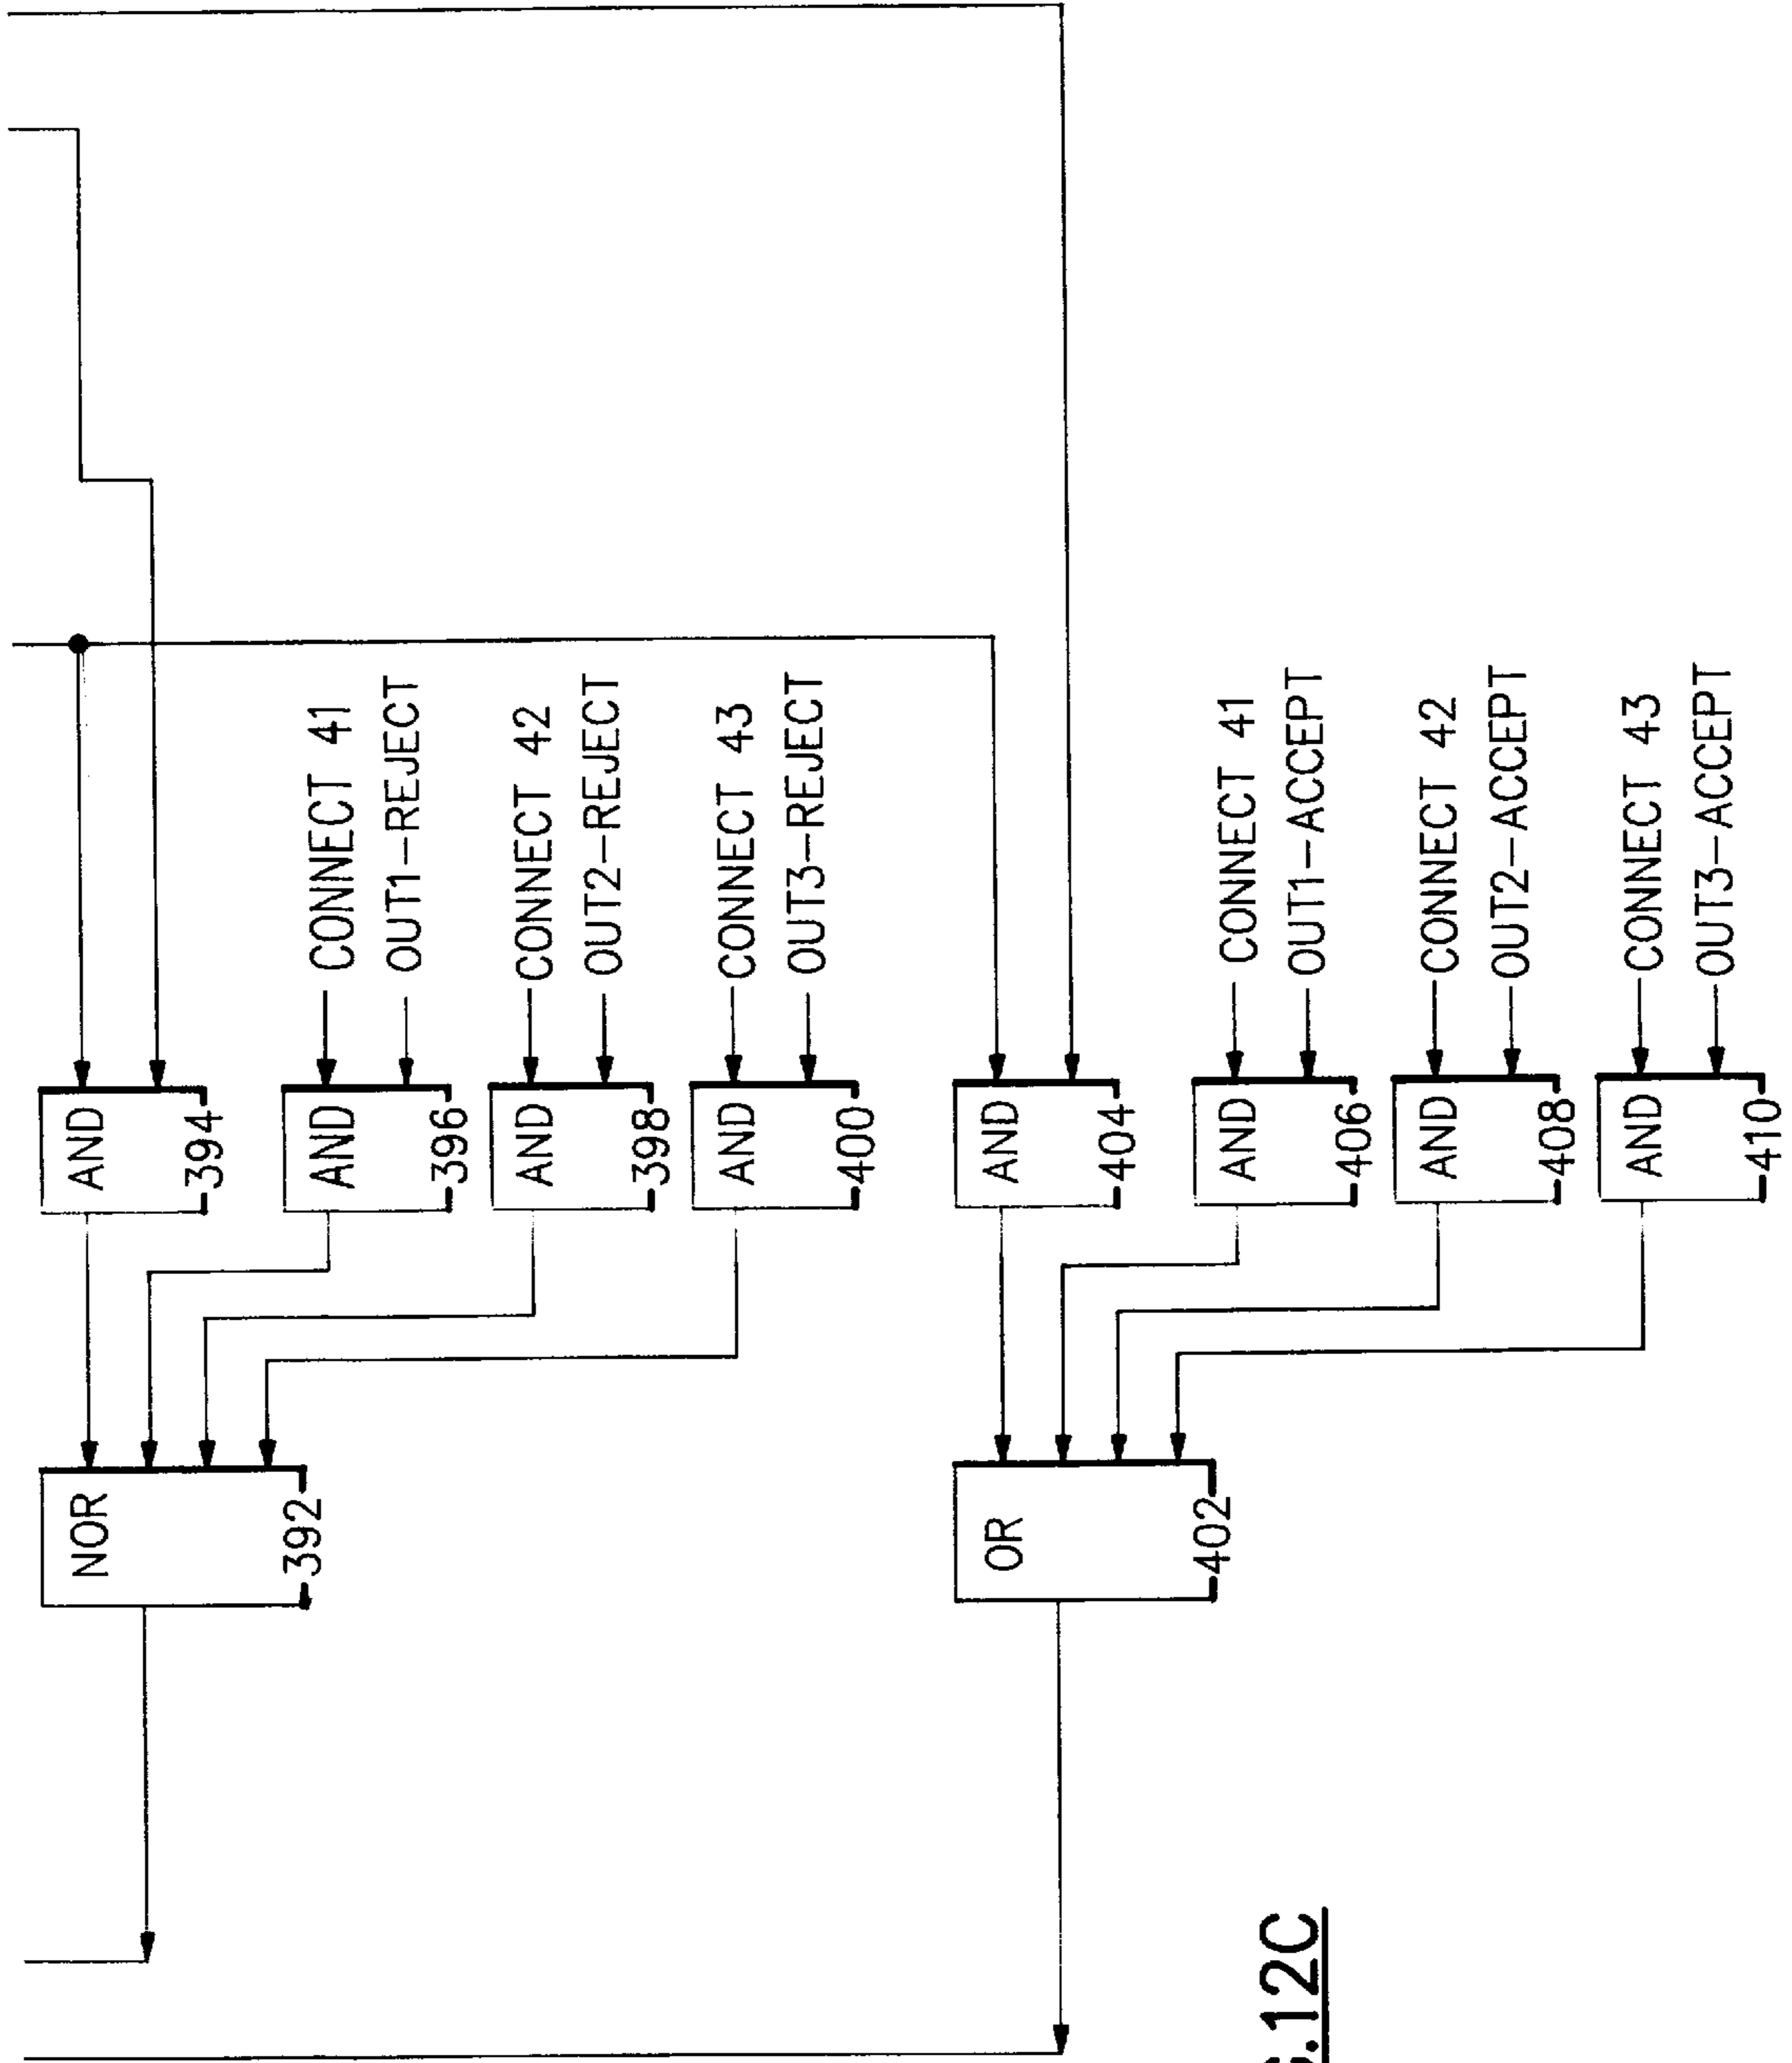 NOR
392
AND
394
AND
396
CONNECT 41
OUT1-REJECT
AND
398
CONNECT 42
OUT2-REJECT
AND
400
CONNECT 43
OUT3-REJECT
OR
402
AND
404
AND
406
CONNECT 41
OUT1-ACCEPT
AND
408
CONNECT 42
OUT2-ACCEPT
AND
410
CONNECT 43
OUT3-ACCEPT
G.12C